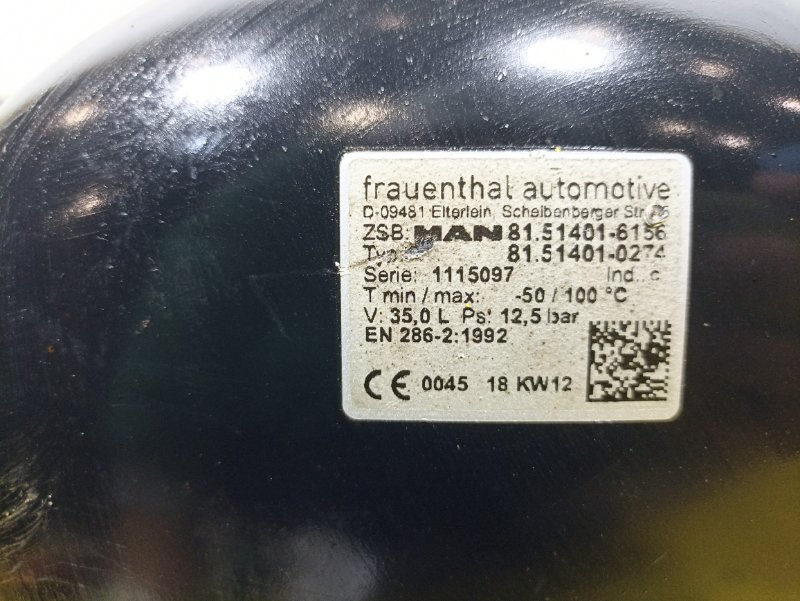 frauenthal automotive
D-09481 Elterlein, Scheibenberger Str.
ZSB. MAN 81.51401-6156
Typ: 81.51401-0274
Serie: 1115097 Ind.: c
T min / max: -50 / 100 °C
V: 35,0 L Ps: 12,5 bar
EN 286-2:1992
CE 0045 18 KW12